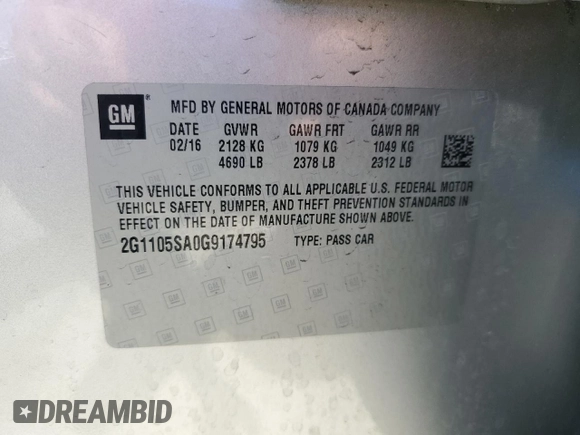 GM
MFD BY GENERAL MOTORS OF CANADA COMPANY
DATE GVWR GAWR FRT GAWR RR
02/16 2128 KG 1079 KG 1049 KG
4690 LB 2378 LB 2312 LB
THIS VEHICLE CONFORMS TO ALL APPLICABLE U.S. FEDERAL MOTOR
VEHICLE SAFETY, BUMPER, AND THEFT PREVENTION STANDARDS IN
EFFECT ON THE DATE OF MANUFACTURE SHOWN ABOVE.
2G1105SA0G9174795 TYPE: PASS CAR
DREAMBID